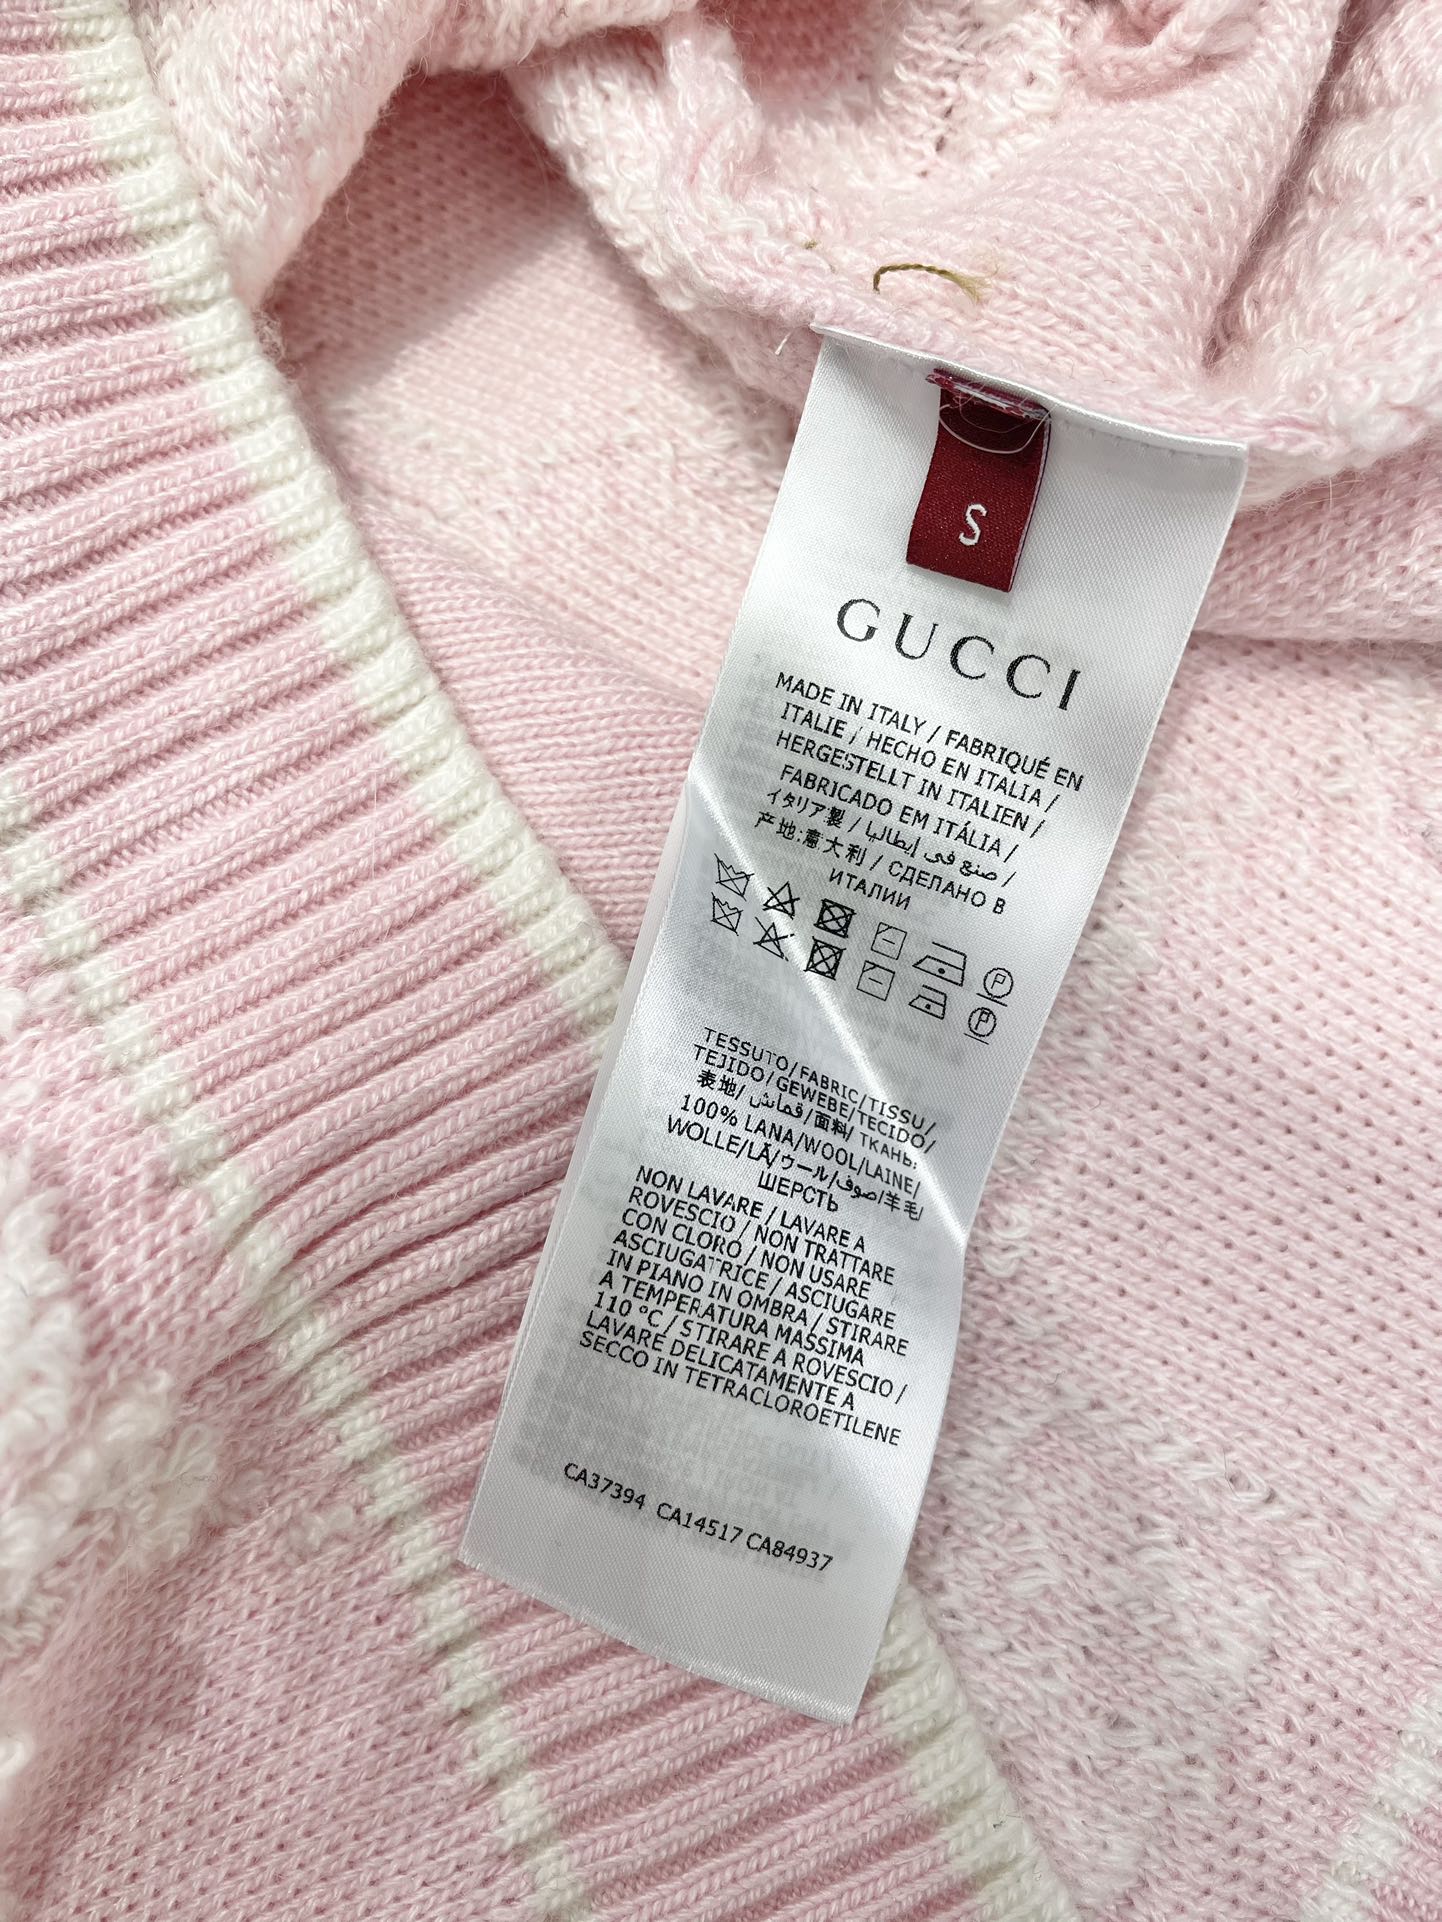 S
GUCCI
MADE IN ITALY / FABRIQUÉ EN
ITALIE / HECHO EN ITALIA /
HERGESTELLT IN ITALIEN /
FABRICADO EM ITÁLIA /
イタリア製 / صنع في إيطاليا /
产地:意大利 / СДЕЛАНО В
ИТАЛИИ
P
P
TESSUTO/FABRIC/TISSU/
TEJIDO/GEWEBE/TECIDO/
表地/قماش/面料/ ТКАНЬ:
100% LANA/WOOL/LAINE/
WOLLE/LÃ/ウール/صوف/羊毛/
ШЕРСТЬ
NON LAVARE / LAVARE A
ROVESCIO / NON TRATTARE
CON CLORO / NON USARE
ASCIUGATRICE / ASCIUGARE
IN PIANO IN OMBRA / STIRARE
A TEMPERATURA MASSIMA
110 °C / STIRARE A ROVESCIO /
LAVARE DELICATAMENTE A
SECCO IN TETRACLOROETILENE
CA37394 CA14517 CA84937